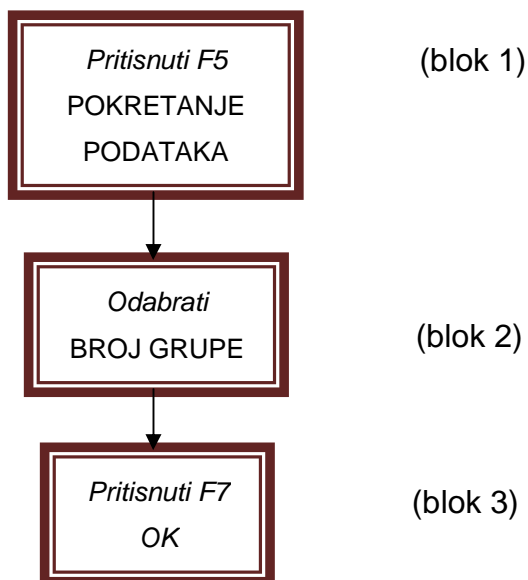 Pritisnuti F5
POKRETANJE
PODATAKA
(blok 1)
Odabrati
BROJ GRUPE
(blok 2)
Pritisnuti F7
OK
(blok 3)